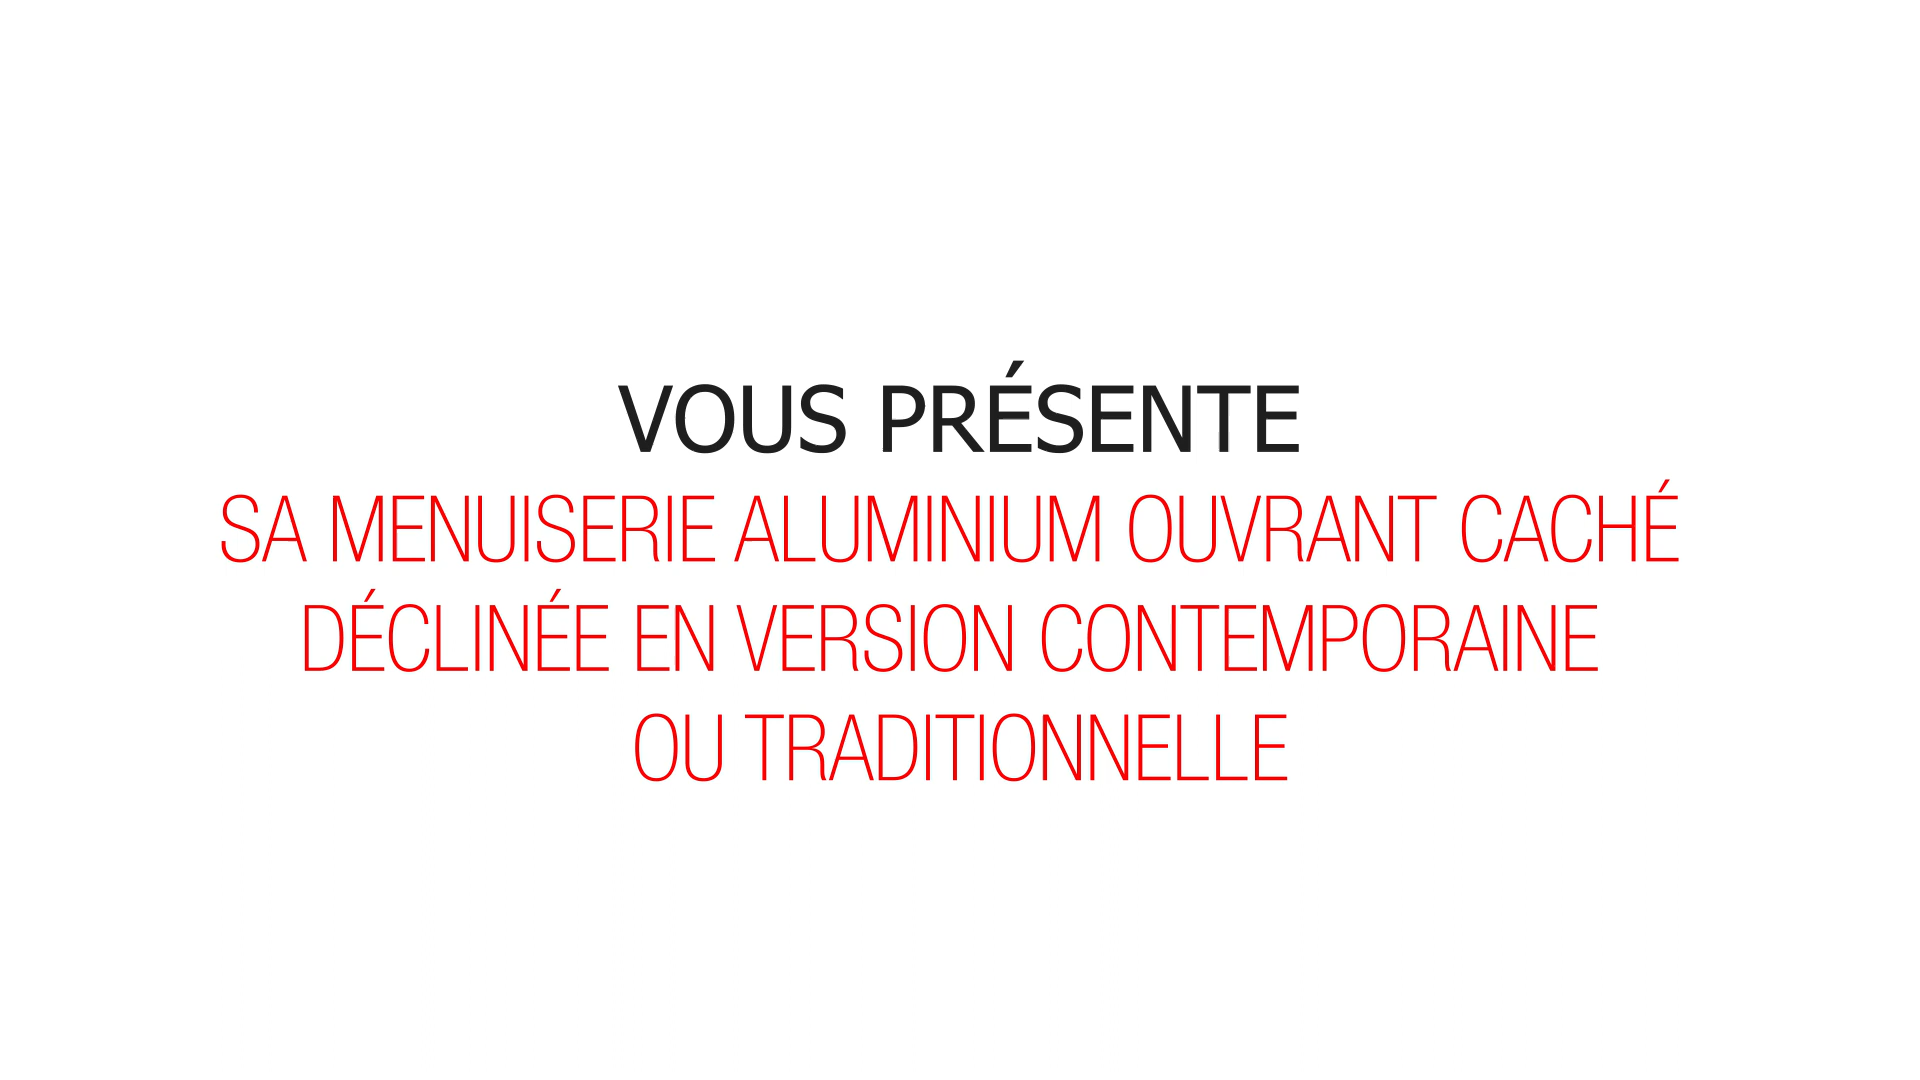 VOUS PRÉSENTE
SA MENUISERIE ALUMINIUM OUVRANT CACHÉ
DÉCLINÉE EN VERSION CONTEMPORAINE
OU TRADITIONNELLE